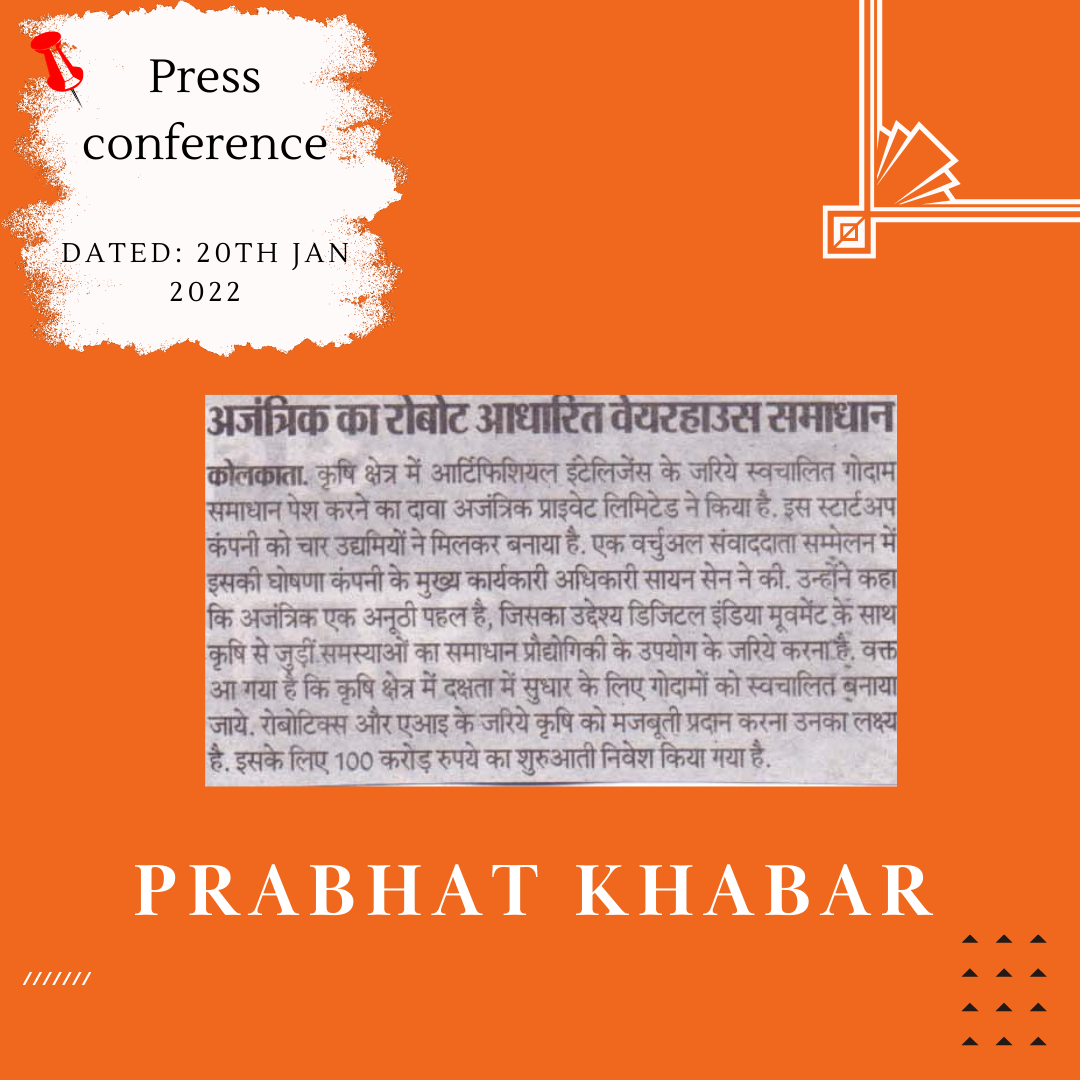 Press
conference
DATED: 20TH JAN
2022
अजंत्रिक का रोबोट आधारित वेयरहाउस समाधान
कोलकाता. कृषि क्षेत्र में आर्टिफिशियल इंटेलिजेंस के जरिये स्वचालित गोदाम
समाधान पेश करने का दावा अजंत्रिक प्राइवेट लिमिटेड ने किया है. इस स्टार्टअप
कंपनी को चार उद्यमियों ने मिलकर बनाया है. एक वर्चुअल संवाददाता सम्मेलन में
इसकी घोषणा कंपनी के मुख्य कार्यकारी अधिकारी सायन सेन ने की. उन्होंने कहा
कि अजंत्रिक एक अनूठी पहल है, जिसका उद्देश्य डिजिटल इंडिया मूवमेंट के साथ
कृषि से जुड़ीं समस्याओं का समाधान प्रौद्योगिकी के उपयोग के जरिये करना है. वक्त
आ गया है कि कृषि क्षेत्र में दक्षता में सुधार के लिए गोदामों को स्वचालित बनाया
जाये. रोबोटिक्स और एआइ के जरिये कृषि को मजबूती प्रदान करना उनका लक्ष्य
है. इसके लिए 100 करोड़ रुपये का शुरुआती निवेश किया गया है.
PRABHAT KHABAR